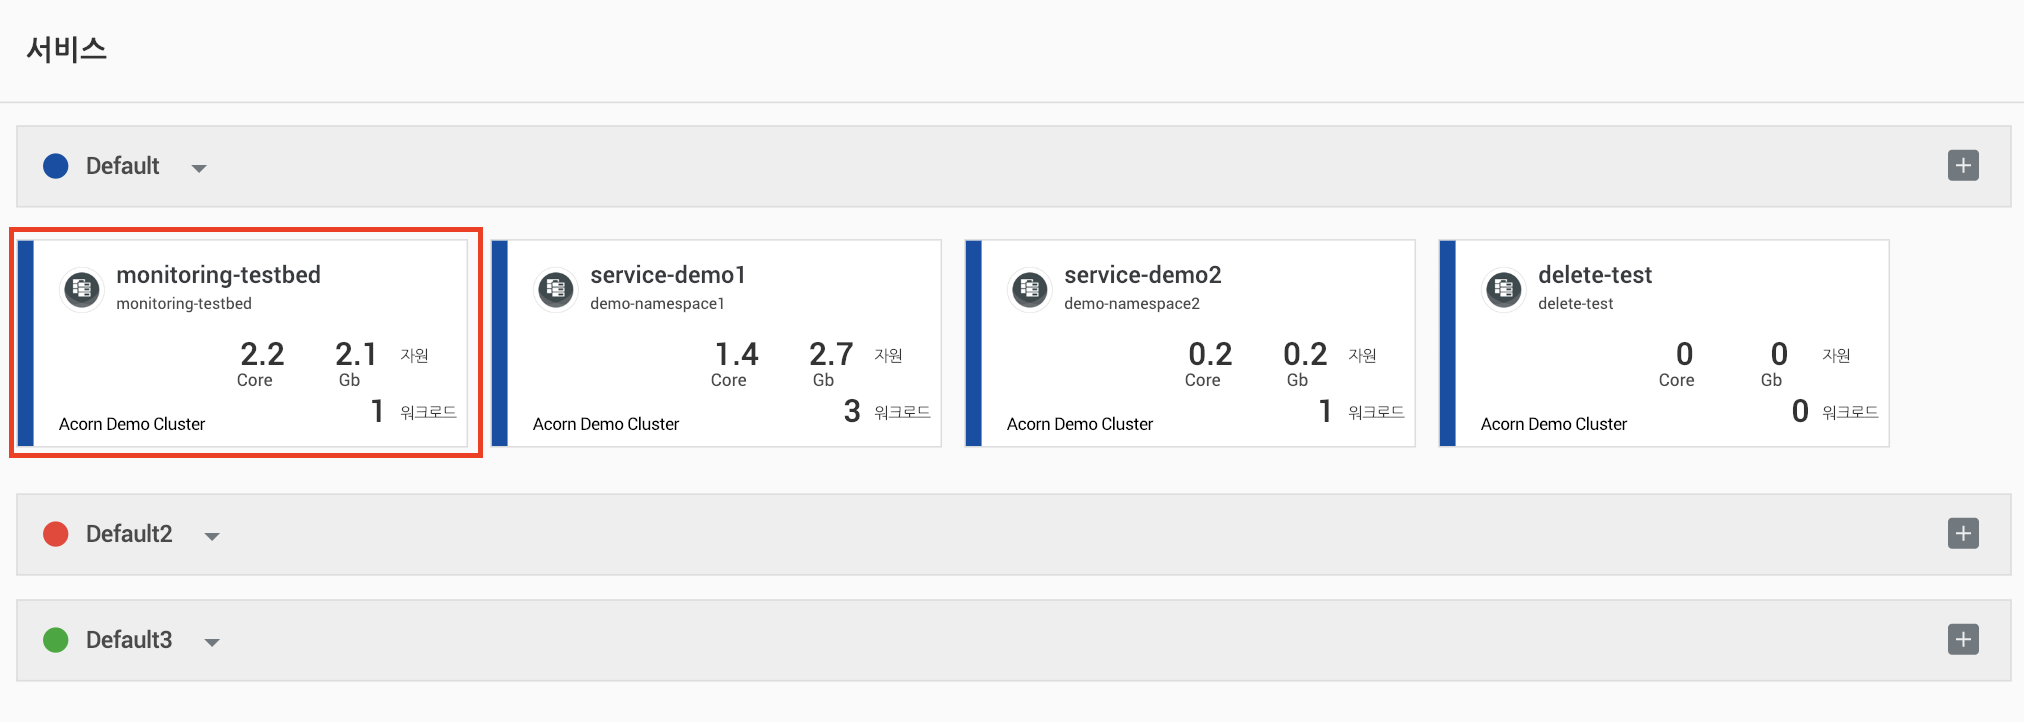 서비스
Default
monitoring-testbed
monitoring-testbed
2.2 2.1 자원
Core Gb
1 워크로드
Acorn Demo Cluster
service-demo1
demo-namespace1
1.4 2.7 자원
Core Gb
3 워크로드
Acorn Demo Cluster
service-demo2
demo-namespace2
0.2 0.2 자원
Core Gb
1 워크로드
Acorn Demo Cluster
delete-test
delete-test
0 0 자원
Core Gb
0 워크로드
Acorn Demo Cluster
Default2
Default3